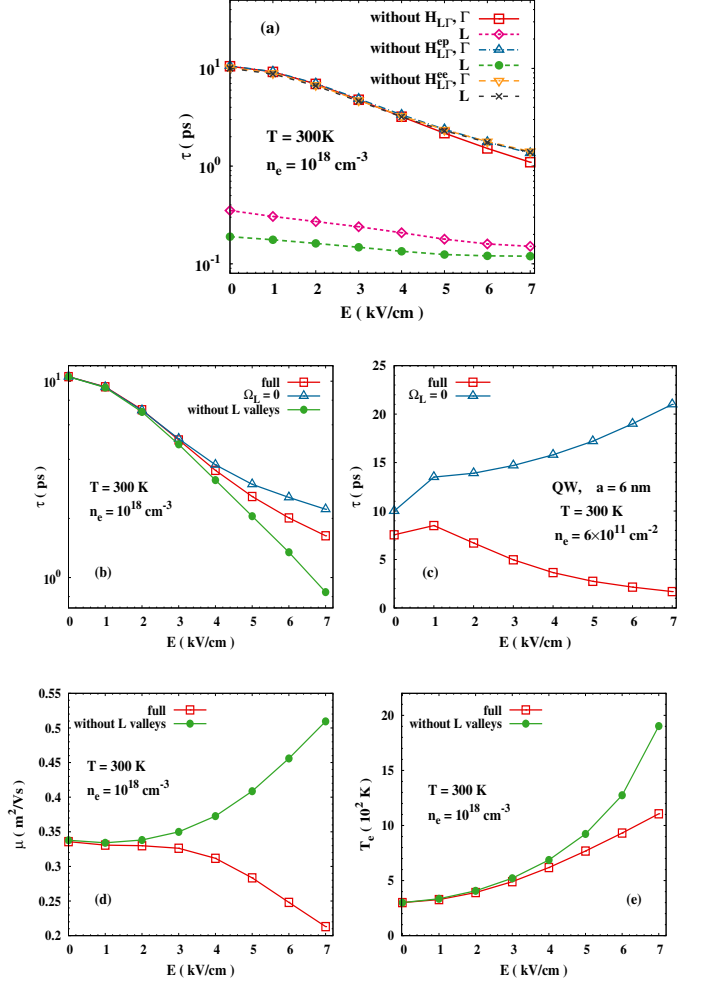 (a)
without H_LΓ, Γ
L
without H^ep_LΓ, Γ
L
without H^ee_LΓ, Γ
L
T = 300K
n_e = 10^18 cm^-3
τ ( ps )
10^1
10^0
10^-1
0 1 2 3 4 5 6 7
E ( kV/cm )
full
Ω_L = 0
without L valleys
T = 300 K
n_e = 10^18 cm^-3
(b)
τ ( ps )
10^1
10^0
0 1 2 3 4 5 6 7
E ( kV/cm )
full
Ω_L = 0
QW, a = 6 nm
T = 300 K
n_e = 6×10^11 cm^-2
(c)
τ ( ps )
25
20
15
10
5
0
0 1 2 3 4 5 6 7
E ( kV/cm )
full
without L valleys
T = 300 K
n_e = 10^18 cm^-3
(d)
μ ( m^2/Vs )
0.55
0.5
0.45
0.4
0.35
0.3
0.25
0.2
0 1 2 3 4 5 6 7
E ( kV/cm )
full
without L valleys
T = 300 K
n_e = 10^18 cm^-3
(e)
T_e ( 10^2 K )
20
15
10
5
0
0 1 2 3 4 5 6 7
E ( kV/cm )